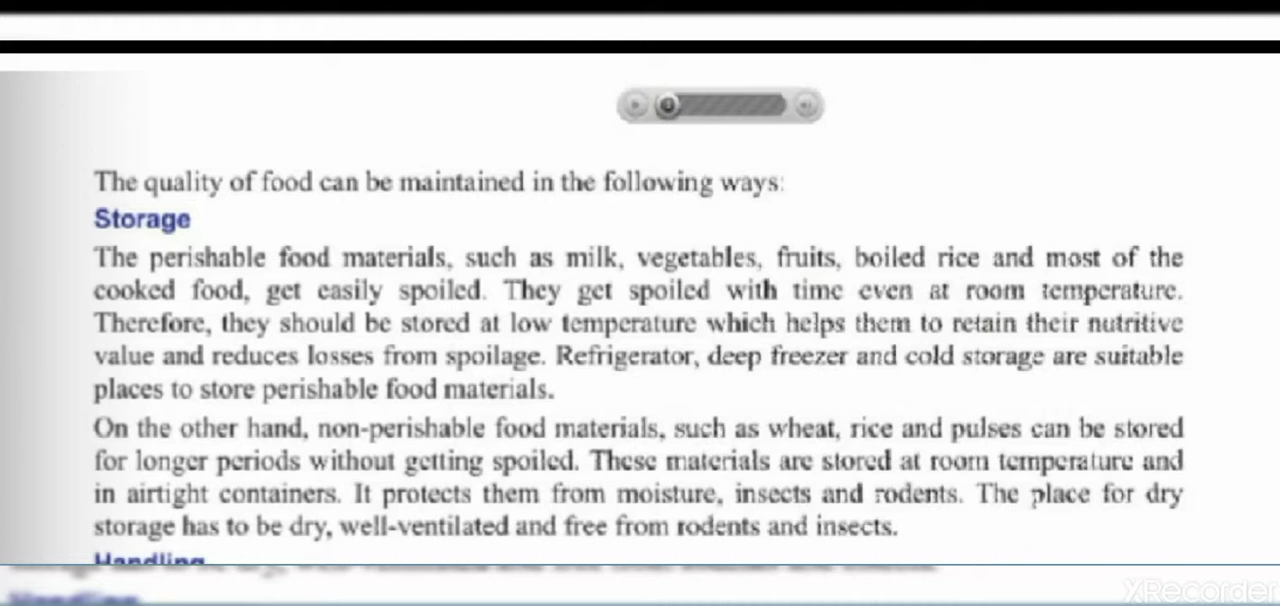 The quality of food can be maintained in the following ways:
Storage
The perishable food materials, such as milk, vegetables, fruits, boiled rice and most of the
cooked food, get easily spoiled. They get spoiled with time even at room temperature.
Therefore, they should be stored at low temperature which helps them to retain their nutritive
value and reduces losses from spoilage. Refrigerator, deep freezer and cold storage are suitable
places to store perishable food materials.
On the other hand, non-perishable food materials, such as wheat, rice and pulses can be stored
for longer periods without getting spoiled. These materials are stored at room temperature and
in airtight containers. It protects them from moisture, insects and rodents. The place for dry
storage has to be dry, well-ventilated and free from rodents and insects.
Handling
XRecorder